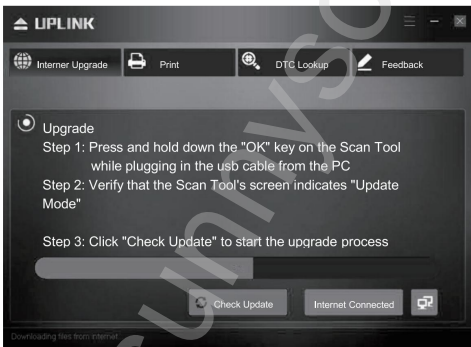 UPLINK
Interner Upgrade
Print
DTC Lookup
Feedback
Upgrade
Step 1: Press and hold down the "OK" key on the Scan Tool
while plugging in the usb cable from the PC
Step 2: Verify that the Scan Tool's screen indicates "Update
Mode"
Step 3: Click "Check Update" to start the upgrade process
Check Update
Internet Connected
Downloading files from internet
sunnyso